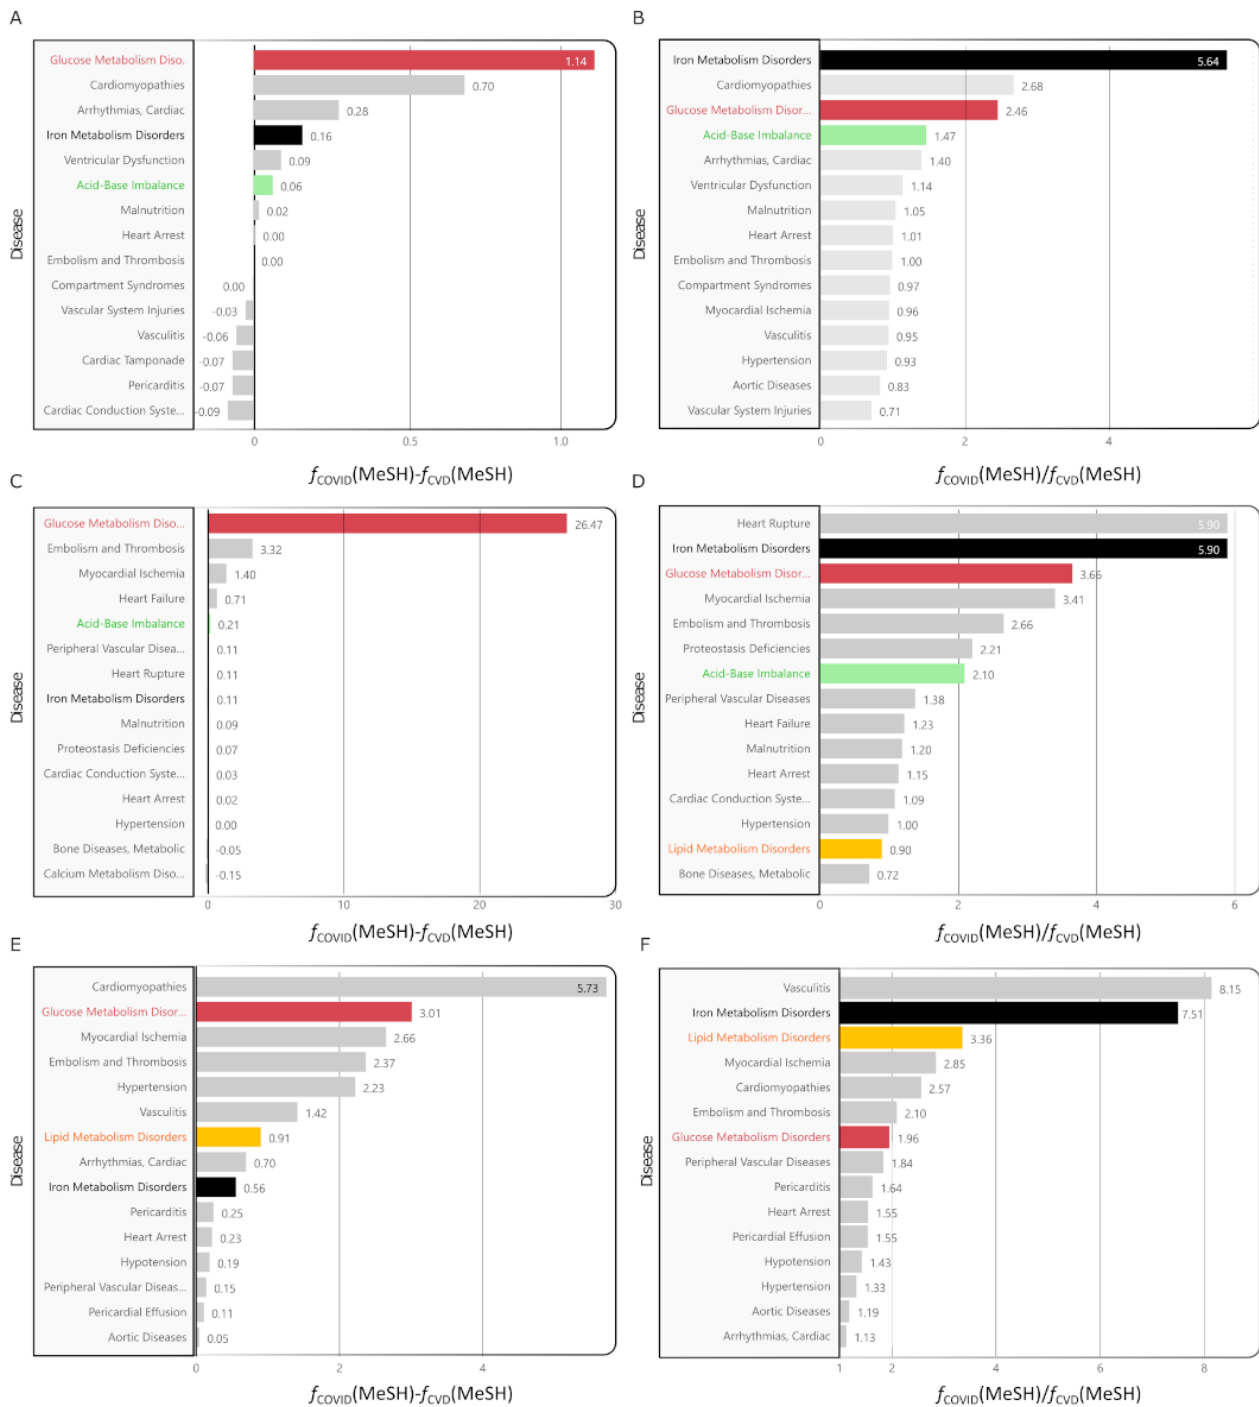 A
Disease
Glucose Metabolism Diso. 1.14
Cardiomyopathies 0.70
Arrhythmias, Cardiac 0.28
Iron Metabolism Disorders 0.16
Ventricular Dysfunction 0.09
Acid-Base Imbalance 0.06
Malnutrition 0.02
Heart Arrest 0.00
Embolism and Thrombosis 0.00
Compartment Syndromes 0.00
Vascular System Injuries -0.03
Vasculitis -0.06
Cardiac Tamponade -0.07
Pericarditis -0.07
Cardiac Conduction Syste... -0.09
0 0.5 1.0
fCOVID(MeSH)-fCVD(MeSH)
B
Disease
Iron Metabolism Disorders 5.64
Cardiomyopathies 2.68
Glucose Metabolism Disor... 2.46
Acid-Base Imbalance 1.47
Arrhythmias, Cardiac 1.40
Ventricular Dysfunction 1.14
Malnutrition 1.05
Heart Arrest 1.01
Embolism and Thrombosis 1.00
Compartment Syndromes 0.97
Myocardial Ischemia 0.96
Vasculitis 0.95
Hypertension 0.93
Aortic Diseases 0.83
Vascular System Injuries 0.71
0 2 4
fCOVID(MeSH)/fCVD(MeSH)
C
Disease
Glucose Metabolism Diso... 26.47
Embolism and Thrombosis 3.32
Myocardial Ischemia 1.40
Heart Failure 0.71
Acid-Base Imbalance 0.21
Peripheral Vascular Disea... 0.11
Heart Rupture 0.11
Iron Metabolism Disorders 0.11
Malnutrition 0.09
Proteostasis Deficiencies 0.07
Cardiac Conduction Syste... 0.03
Heart Arrest 0.02
Hypertension 0.00
Bone Diseases, Metabolic -0.05
Calcium Metabolism Diso... -0.15
0 10 20 30
fCOVID(MeSH)-fCVD(MeSH)
D
Disease
Heart Rupture 5.90
Iron Metabolism Disorders 5.90
Glucose Metabolism Disor... 3.66
Myocardial Ischemia 3.41
Embolism and Thrombosis 2.66
Proteostasis Deficiencies 2.21
Acid-Base Imbalance 2.10
Peripheral Vascular Diseases 1.38
Heart Failure 1.23
Malnutrition 1.20
Heart Arrest 1.15
Cardiac Conduction Syste... 1.09
Hypertension 1.00
Lipid Metabolism Disorders 0.90
Bone Diseases, Metabolic 0.72
0 2 4 6
fCOVID(MeSH)/fCVD(MeSH)
E
Disease
Cardiomyopathies 5.73
Glucose Metabolism Disor... 3.01
Myocardial Ischemia 2.66
Embolism and Thrombosis 2.37
Hypertension 2.23
Vasculitis 1.42
Lipid Metabolism Disorders 0.91
Arrhythmias, Cardiac 0.70
Iron Metabolism Disorders 0.56
Pericarditis 0.25
Heart Arrest 0.23
Hypotension 0.19
Peripheral Vascular Diseas... 0.15
Pericardial Effusion 0.11
Aortic Diseases 0.05
0 2 4
fCOVID(MeSH)-fCVD(MeSH)
F
Disease
Vasculitis 8.15
Iron Metabolism Disorders 7.51
Lipid Metabolism Disorders 3.36
Myocardial Ischemia 2.85
Cardiomyopathies 2.57
Embolism and Thrombosis 2.10
Glucose Metabolism Disorders 1.96
Peripheral Vascular Diseases 1.84
Pericarditis 1.64
Heart Arrest 1.55
Pericardial Effusion 1.55
Hypotension 1.43
Hypertension 1.33
Aortic Diseases 1.19
Arrhythmias, Cardiac 1.13
1 2 4 6 8
fCOVID(MeSH)/fCVD(MeSH)